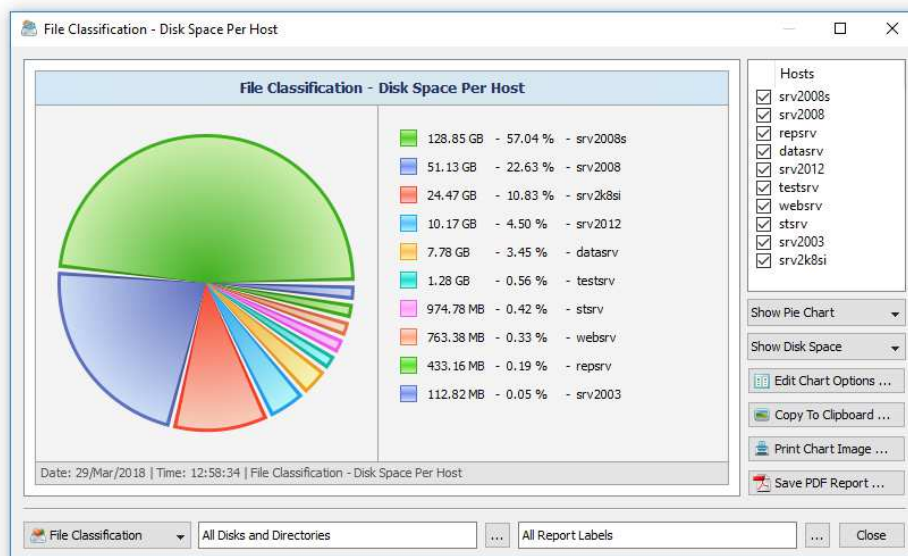 File Classification - Disk Space Per Host
File Classification - Disk Space Per Host
128.85 GB - 57.04 % - srv2008s
51.13 GB - 22.63 % - srv2008
24.47 GB - 10.83 % - srv2k8si
10.17 GB - 4.50 % - srv2012
7.78 GB - 3.45 % - datasrv
1.28 GB - 0.56 % - testsrv
974.78 MB - 0.42 % - stsrv
763.38 MB - 0.33 % - websrv
433.16 MB - 0.19 % - repsrv
112.82 MB - 0.05 % - srv2003
Date: 29/Mar/2018 | Time: 12:58:34 | File Classification - Disk Space Per Host
Hosts
srv2008s
srv2008
repsrv
datasrv
srv2012
testsrv
websrv
stsrv
srv2003
srv2k8si
Show Pie Chart
Show Disk Space
Edit Chart Options ...
Copy To Clipboard ...
Print Chart Image ...
Save PDF Report ...
File Classification
All Disks and Directories
...
All Report Labels
...
Close